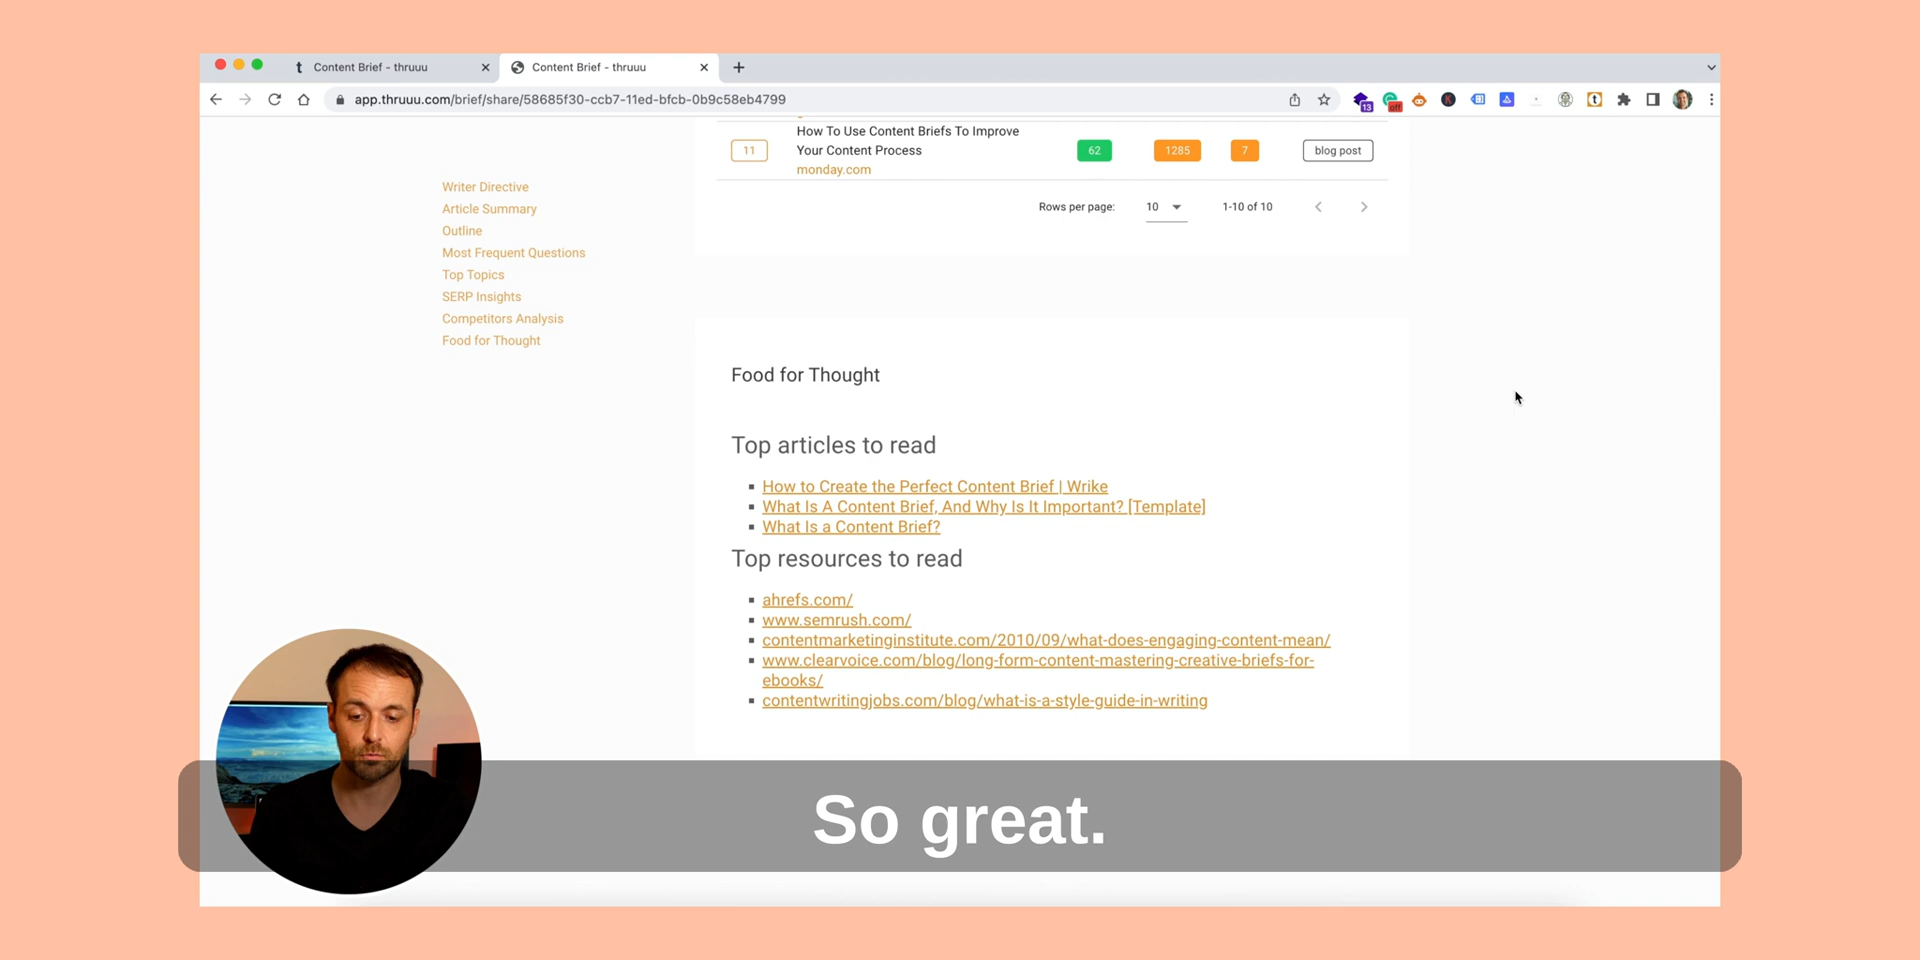 Content Brief - thruuu
Content Brief - thruuu
app.thruuu.com/brief/share/58685f30-ccb7-11ed-bfcb-0b9c58eb4799
13
off
K
t
Writer Directive
Article Summary
Outline
Most Frequent Questions
Top Topics
SERP Insights
Competitors Analysis
Food for Thought
11
How To Use Content Briefs To Improve
Your Content Process
monday.com
62
1285
7
blog post
Rows per page:
10
1-10 of 10
Food for Thought
Top articles to read
How to Create the Perfect Content Brief | Wrike
What Is A Content Brief, And Why Is It Important? [Template]
What Is a Content Brief?
Top resources to read
ahrefs.com/
www.semrush.com/
contentmarketinginstitute.com/2010/09/what-does-engaging-content-mean/
www.clearvoice.com/blog/long-form-content-mastering-creative-briefs-for-
ebooks/
contentwritingjobs.com/blog/what-is-a-style-guide-in-writing
So great.